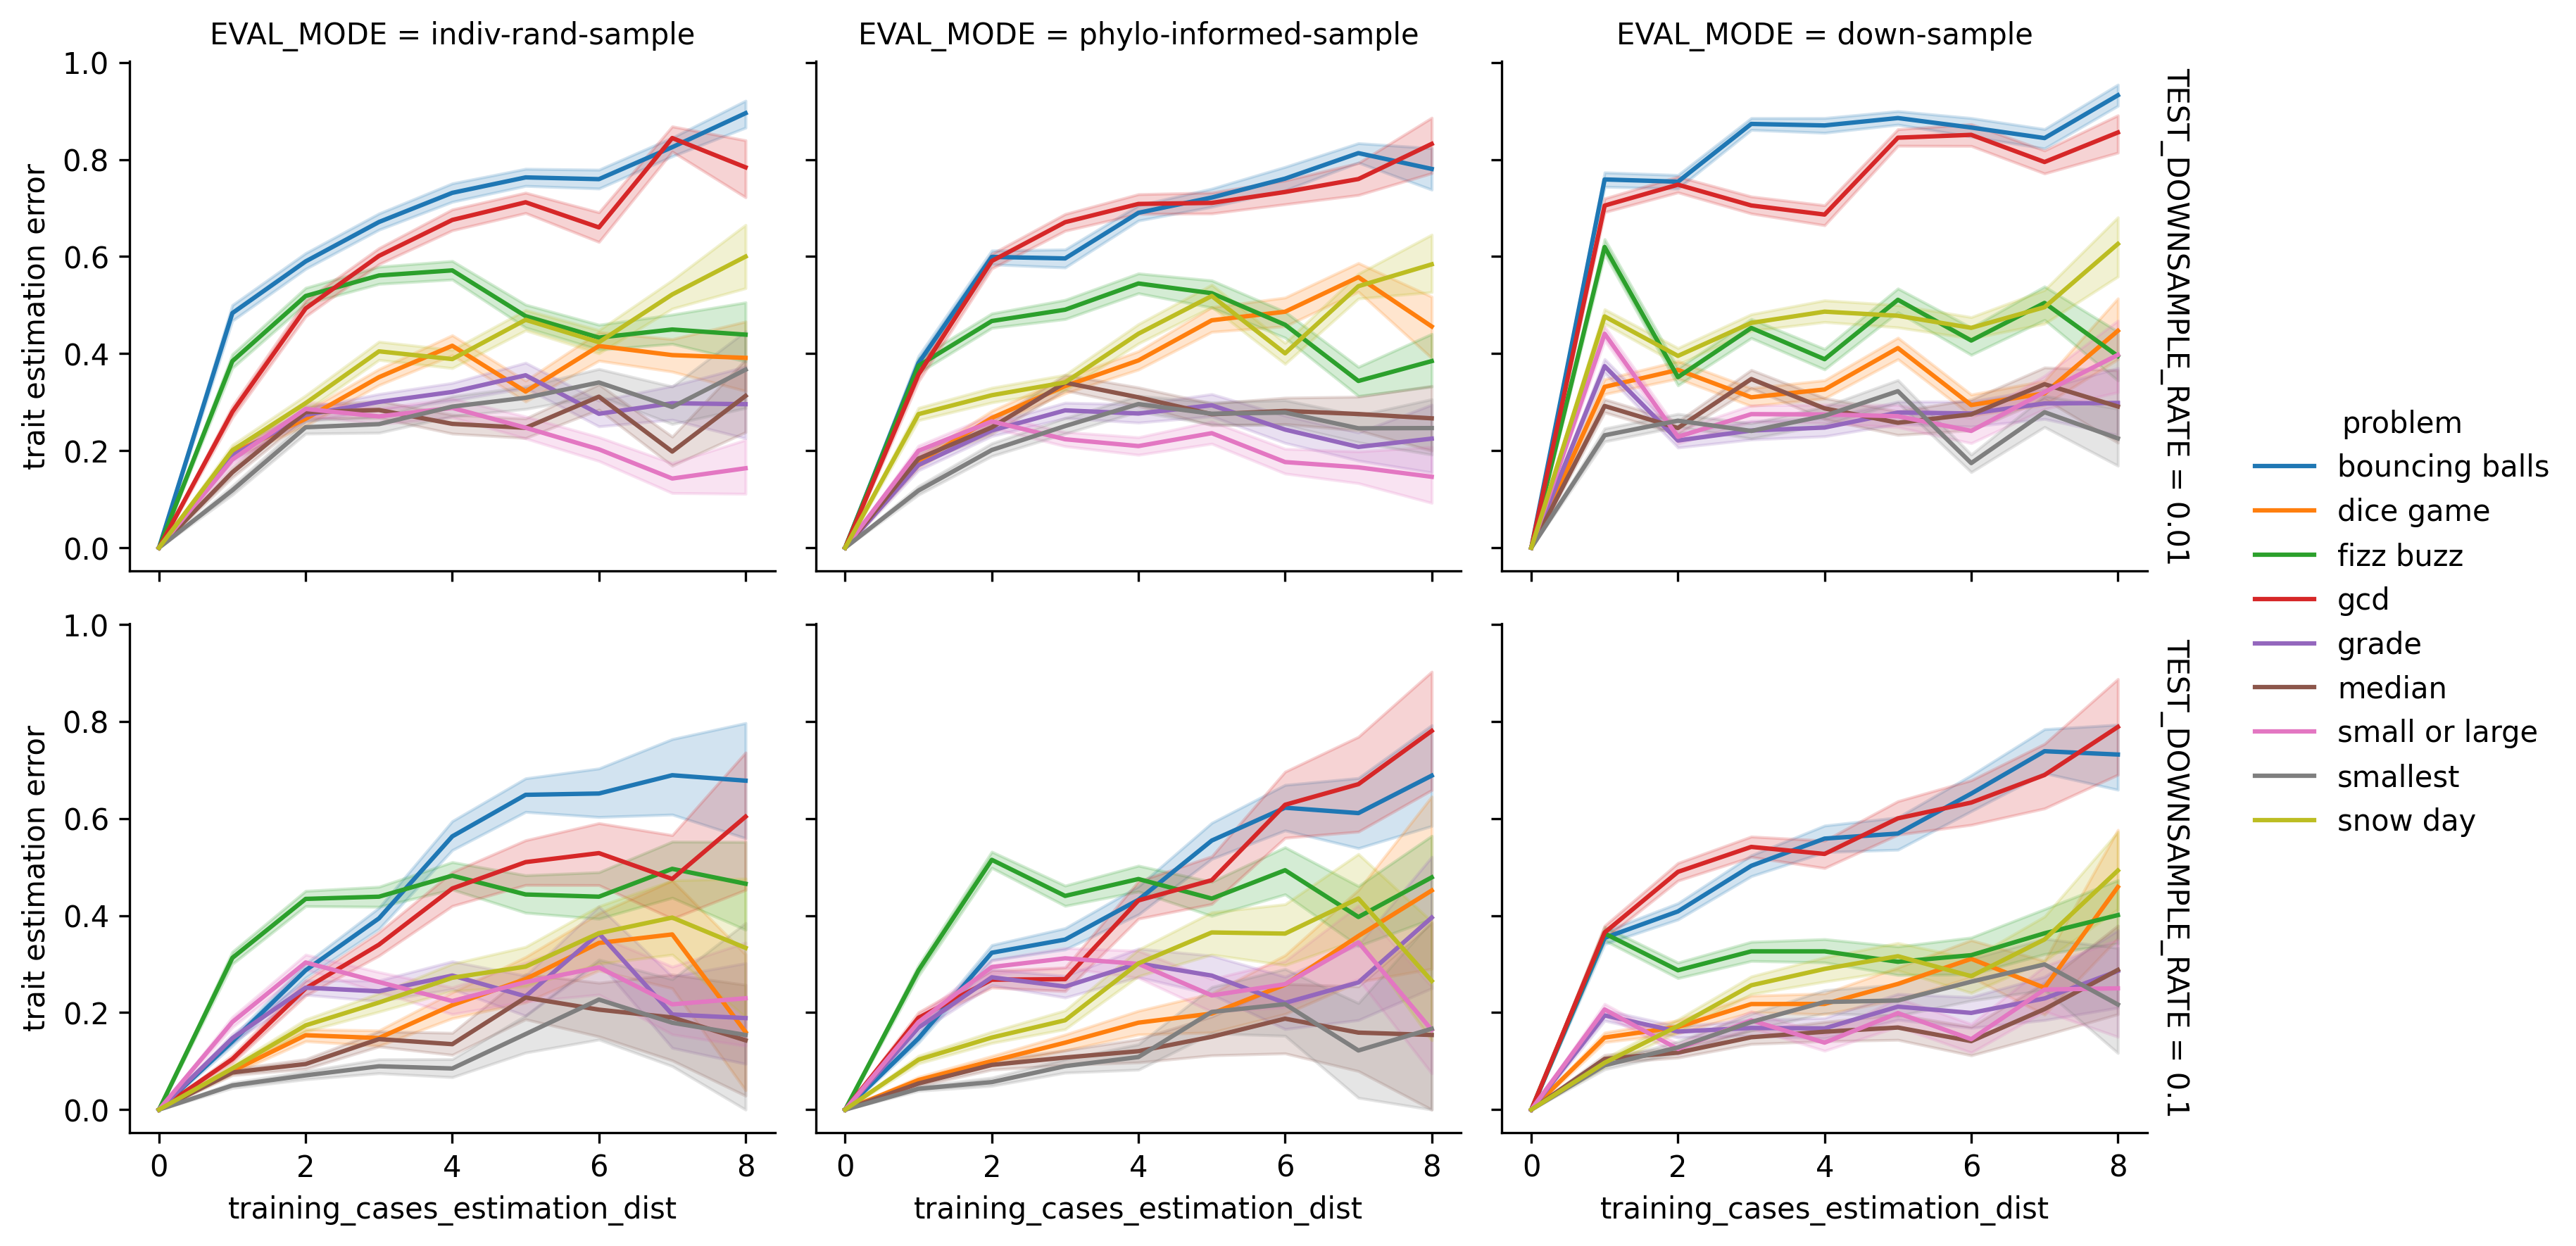 EVAL_MODE = indiv-rand-sample
EVAL_MODE = phylo-informed-sample
EVAL_MODE = down-sample
1.0
0.8
0.6
0.4
0.2
0.0
trait estimation error
TEST_DOWNSAMPLE_RATE = 0.01
1.0
0.8
0.6
0.4
0.2
0.0
trait estimation error
TEST_DOWNSAMPLE_RATE = 0.1
0 2 4 6 8
0 2 4 6 8
0 2 4 6 8
training_cases_estimation_dist
training_cases_estimation_dist
training_cases_estimation_dist
problem
bouncing balls
dice game
fizz buzz
gcd
grade
median
small or large
smallest
snow day